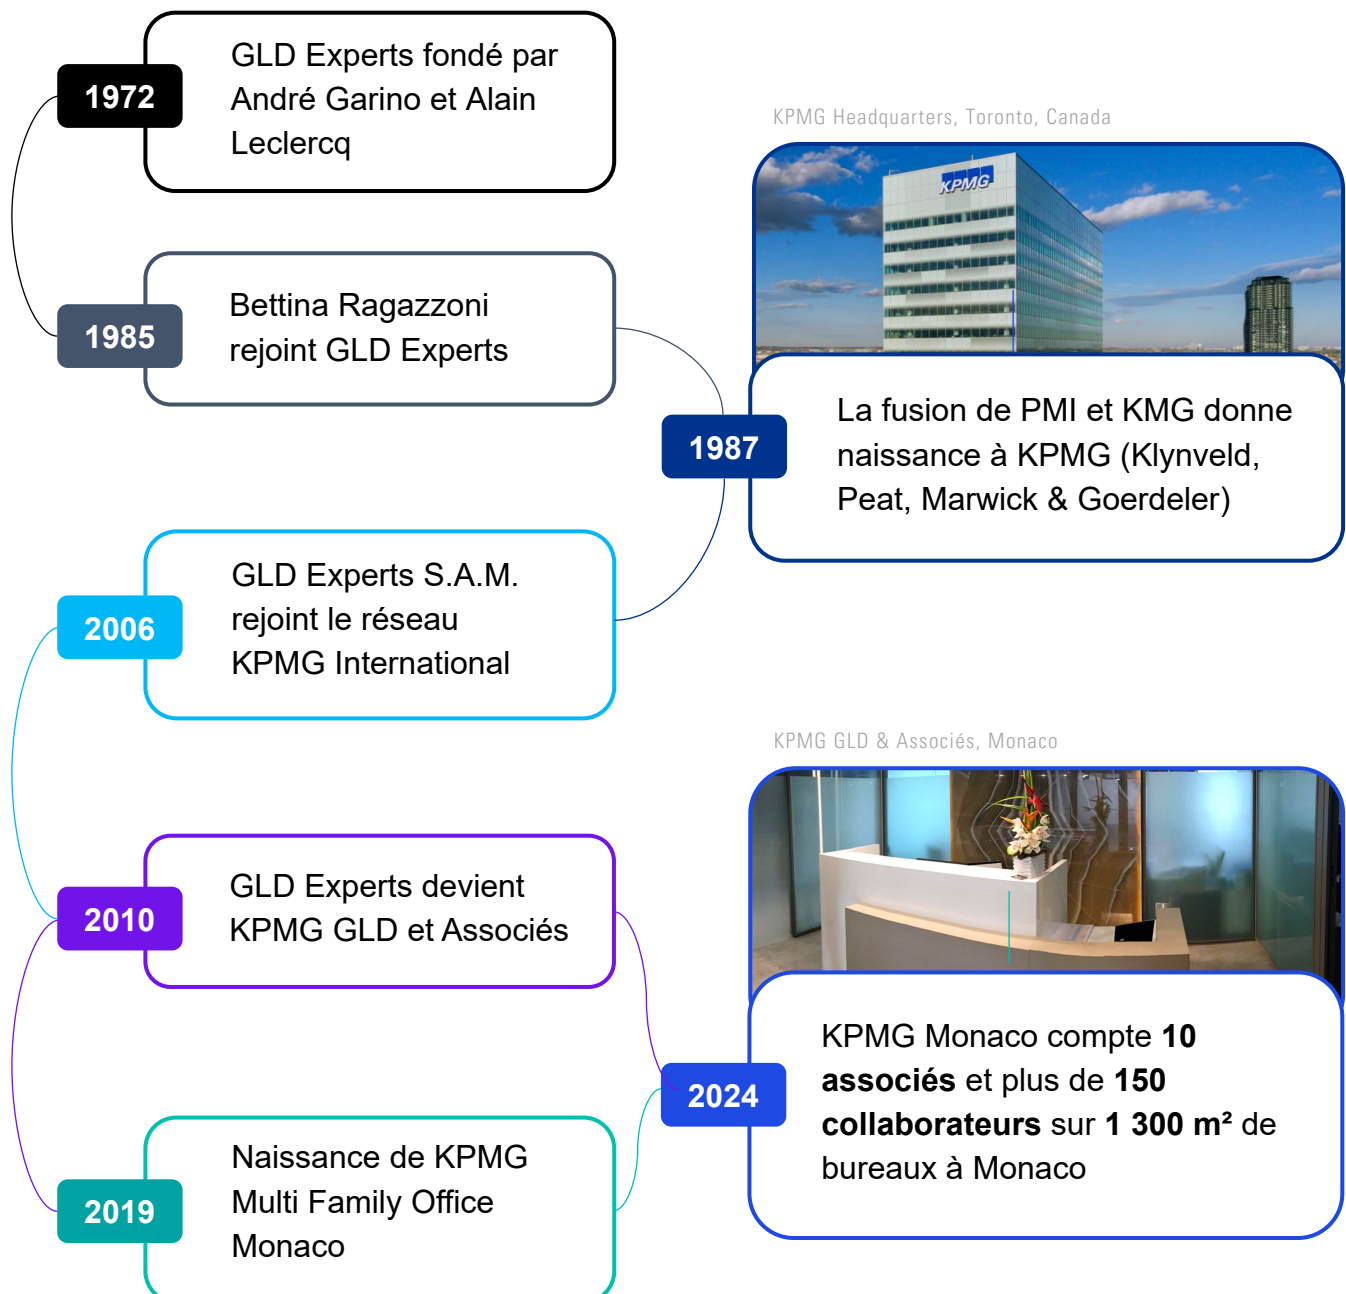 1972
GLD Experts fondé par
André Garino et Alain
Leclercq
1985
Bettina Ragazzoni
rejoint GLD Experts
KPMG Headquarters, Toronto, Canada
KPMG
1987
La fusion de PMI et KMG donne
naissance à KPMG (Klynveld,
Peat, Marwick & Goerdeler)
2006
GLD Experts S.A.M.
rejoint le réseau
KPMG International
2010
GLD Experts devient
KPMG GLD et Associés
2019
Naissance de KPMG
Multi Family Office
Monaco
KPMG GLD & Associés, Monaco
2024
KPMG Monaco compte 10
associés et plus de 150
collaborateurs sur 1 300 m² de
bureaux à Monaco